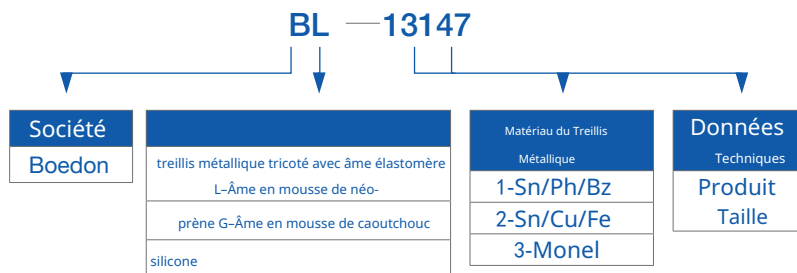 BL — 13147
Société
Boedon
treillis métallique tricoté avec âme élastomère
L–Âme en mousse de néo-
prène G–Âme en mousse de caoutchouc
silicone
Matériau du Treillis
Métallique
1-Sn/Ph/Bz
2-Sn/Cu/Fe
3-Monel
Données
Techniques
Produit
Taille